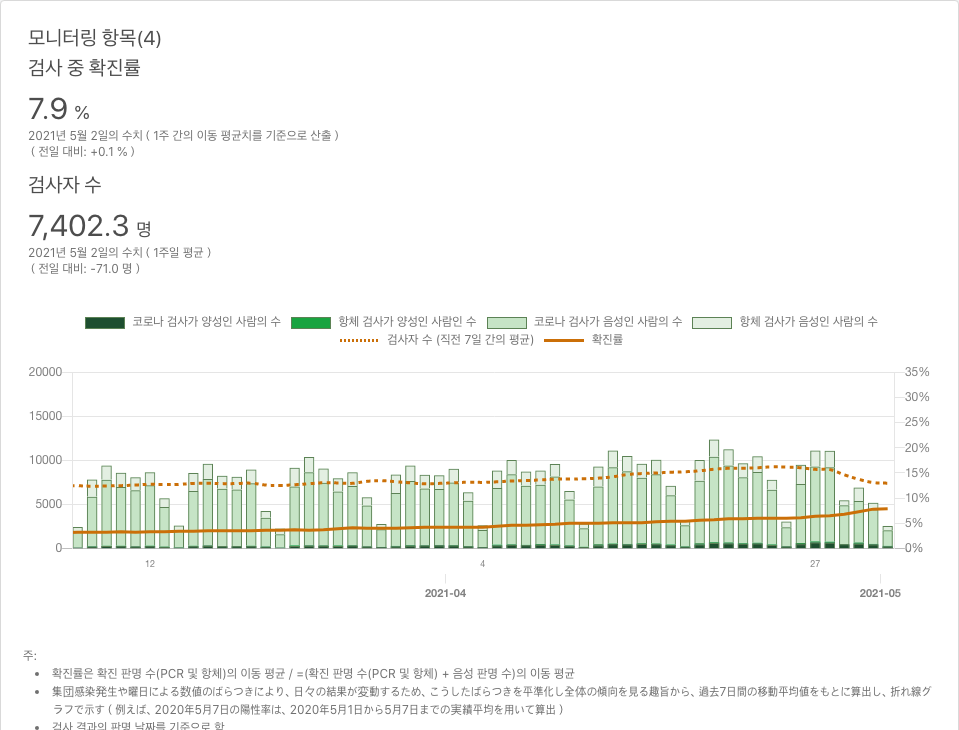 모니터링 항목(4)
검사 중 확진률
7.9 %
2021년 5월 2일의 수치 ( 1주 간의 이동 평균치를 기준으로 산출 )
( 전일 대비: +0.1 % )
검사자 수
7,402.3 명
2021년 5월 2일의 수치 ( 1주일 평균 )
( 전일 대비: -71.0 명 )
코로나 검사가 양성인 사람의 수 항체 검사가 양성인 사람인 수 코로나 검사가 음성인 사람의 수 항체 검사가 음성인 사람의 수
검사자 수 (직전 7일 간의 평균) 확진률
20000 35%
30%
15000 25%
20%
10000 15%
10%
5000 5%
0 0%
12 4 27
2021-04 2021-05
주:
• 확진률은 확진 판명 수(PCR 및 항체)의 이동 평균 / =(확진 판명 수(PCR 및 항체) + 음성 판명 수)의 이동 평균
• 集団感染発生や曜日による数値のばらつきにより、日々の結果が変動するため、こうしたばらつきを平準化し全体の傾向を見る趣旨から、過去7日間の移動平均値をもとに算出し、折れ線グ
ラフで示す ( 例えば、2020年5月7日の陽性率は、2020年5月1日から5月7日までの実績平均を用いて算出 )
• 검사 결과의 판명 날짜를 기준으로 함